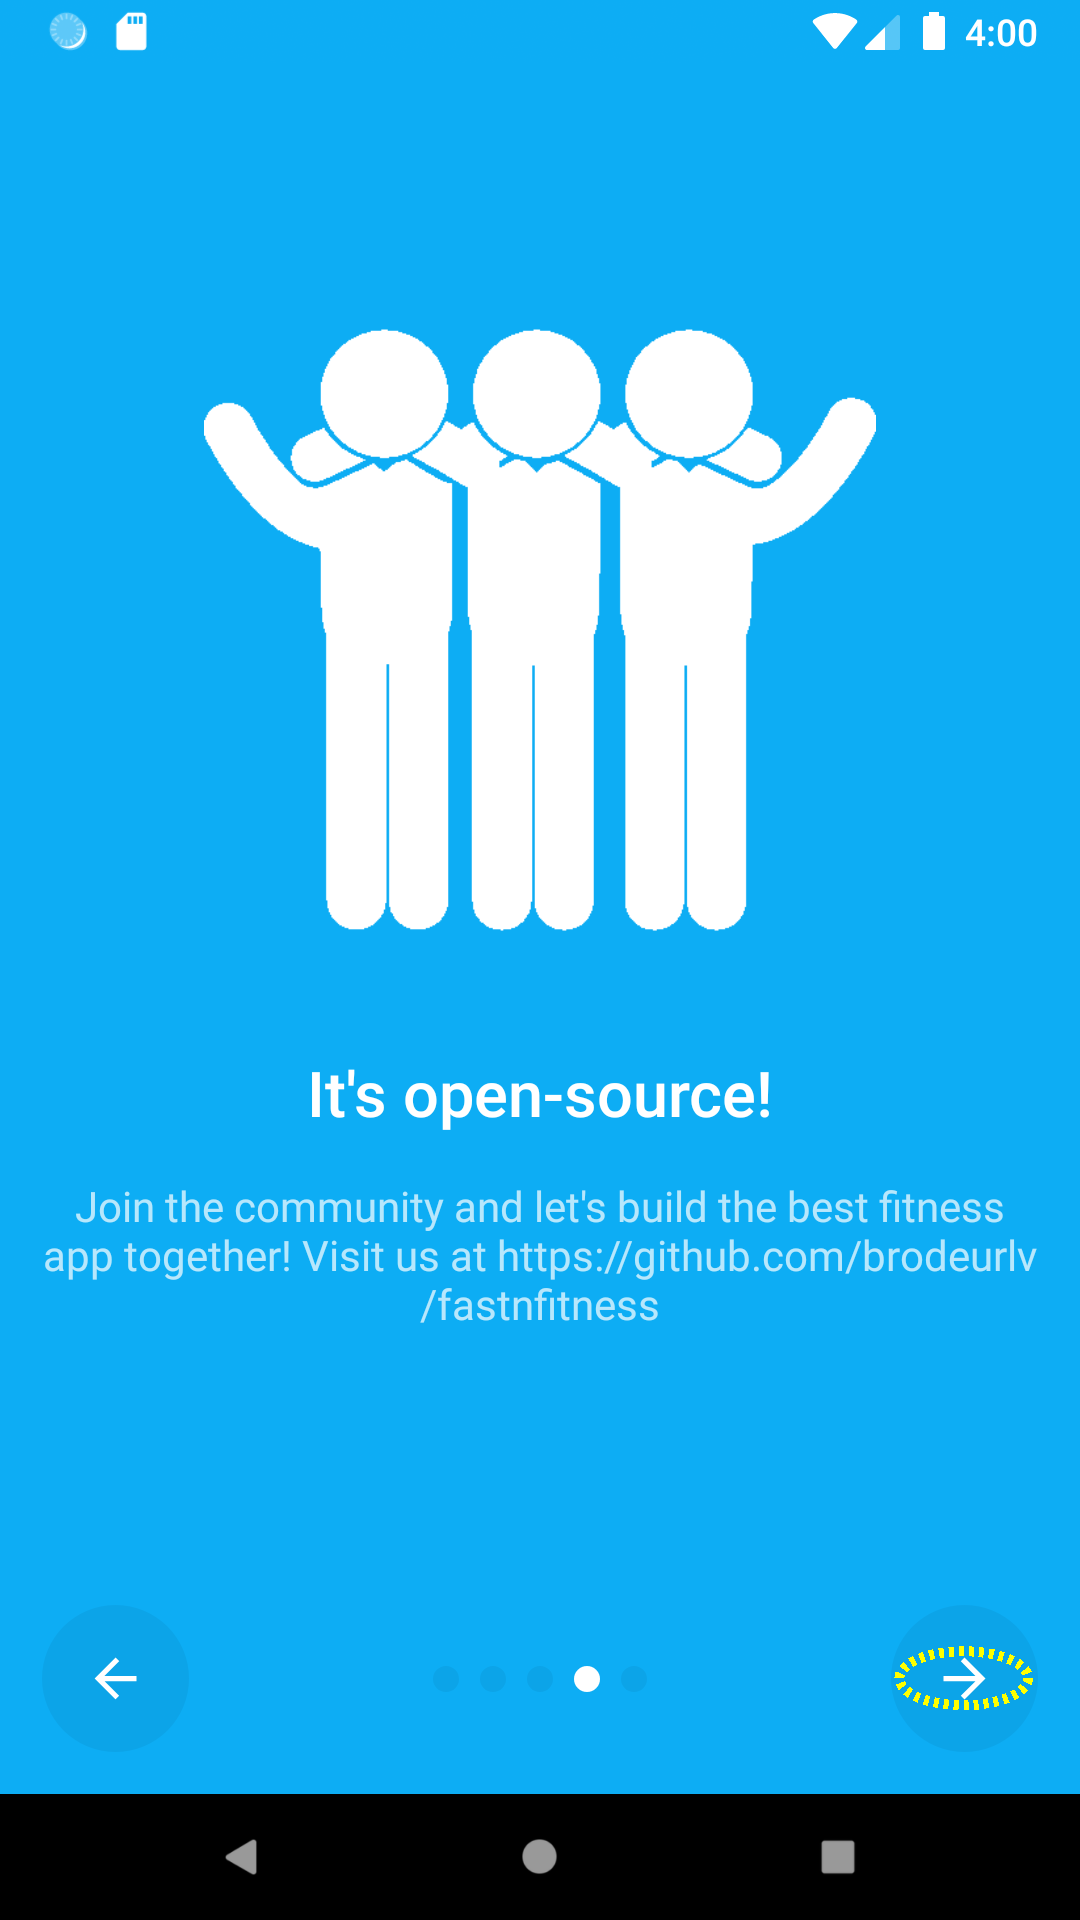 4:00
It's open-source!
Join the community and let's build the best fitness
app together! Visit us at https://github.com/brodeurlv
/fastnfitness